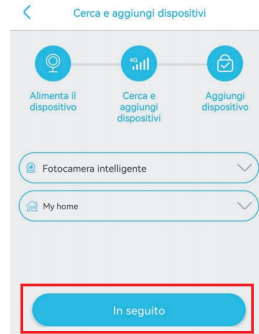 Cerca e aggiungi dispositivi
4G
Alimenta il
dispositivo
Cerca e
aggiungi
dispositivi
Aggiungi
dispositivo
Fotocamera intelligente
My home
In seguito